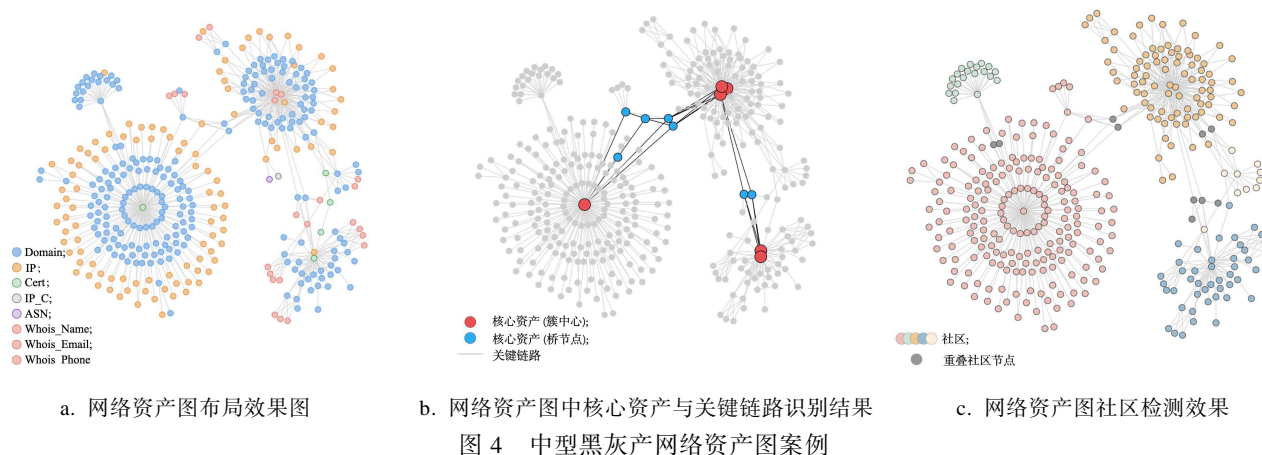 Domain;
IP;
Cert;
IP_C;
ASN;
Whois_Name;
Whois_Email;
Whois Phone
核心资产(簇中心);
核心资产(桥节点);
关键链路
社区;
重叠社区节点
a. 网络资产图布局效果图
b. 网络资产图中核心资产与关键链路识别结果
c. 网络资产图社区检测效果
图 4 中型黑灰产网络资产图案例